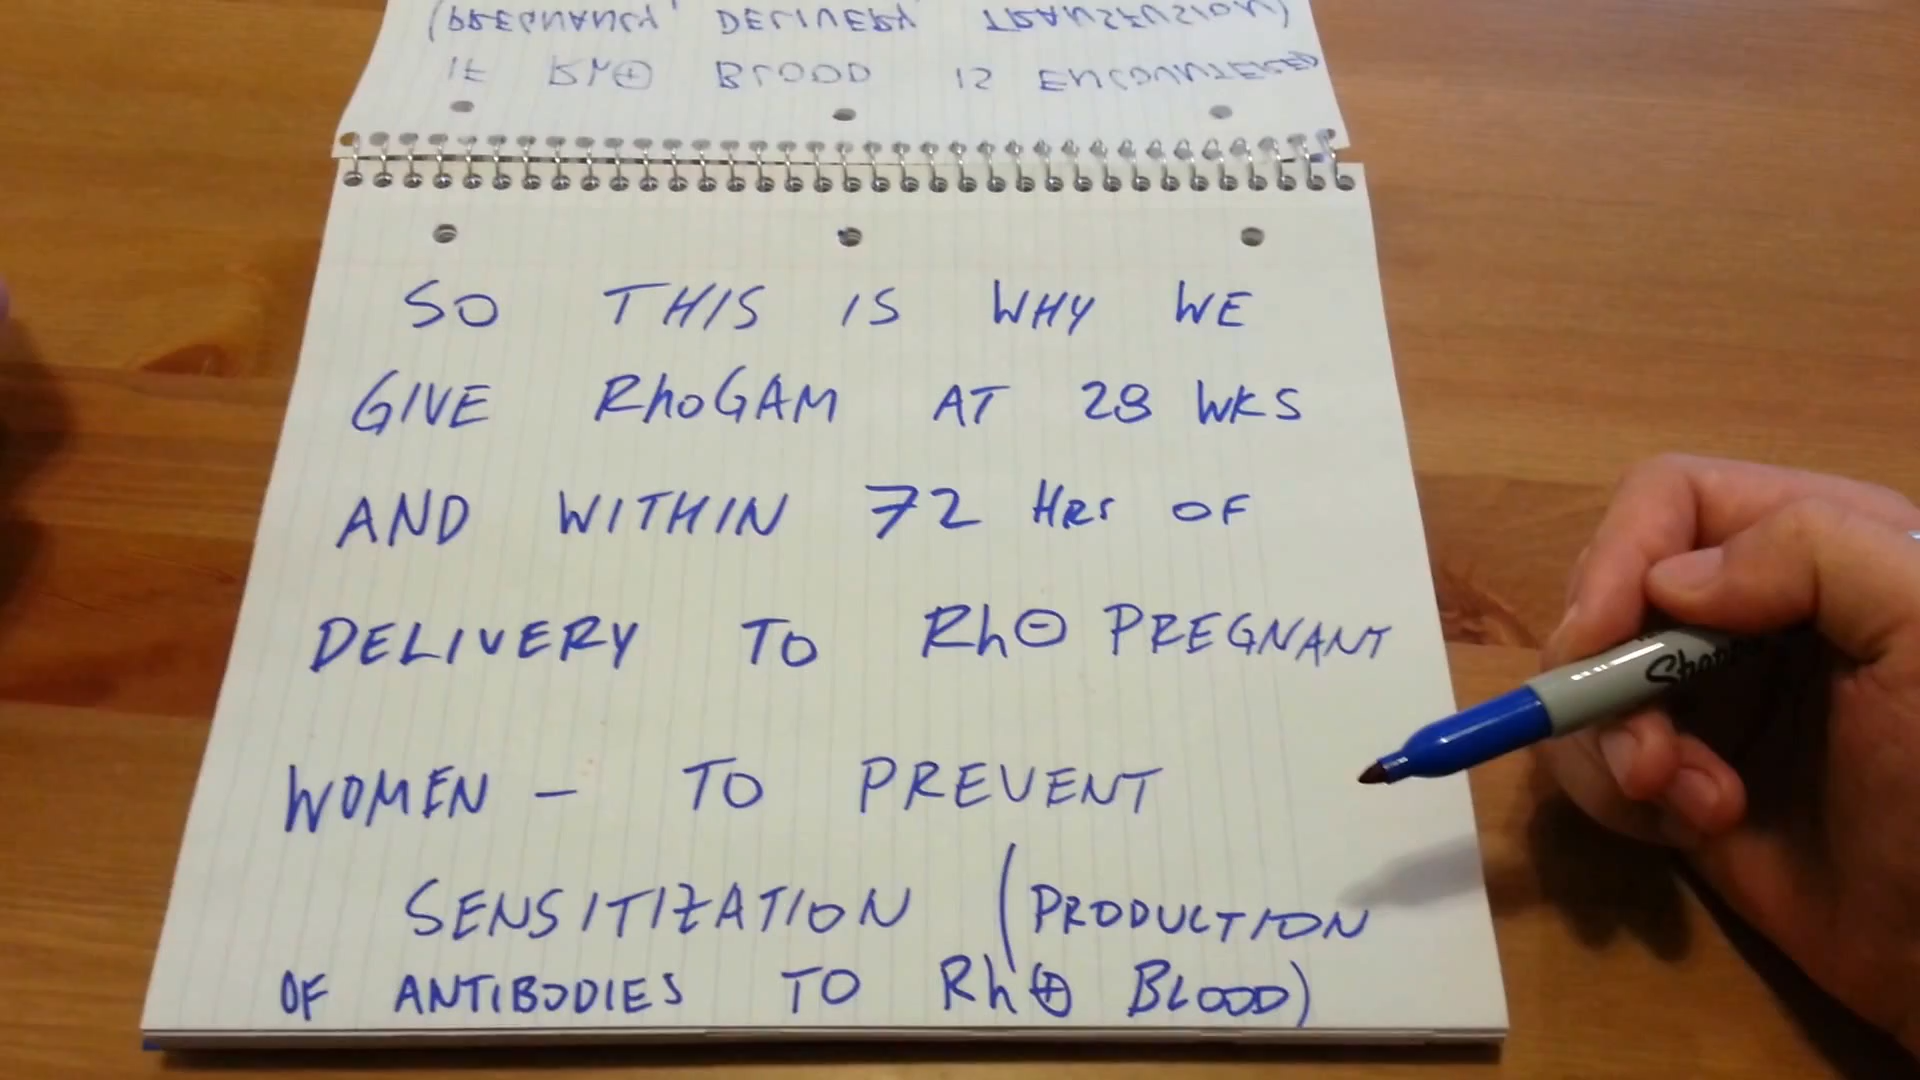 IF Rh⊕ BLOOD IS ENCOUNTERED
(PREGNANCY, DELIVERY, TRANSFUSION)
SO THIS IS WHY WE
GIVE RhoGAM AT 28 WKS
AND WITHIN 72 HRS OF
DELIVERY TO Rh⊖ PREGNANT
WOMEN – TO PREVENT
SENSITIZATION (PRODUCTION
OF ANTIBODIES TO Rh⊕ BLOOD)